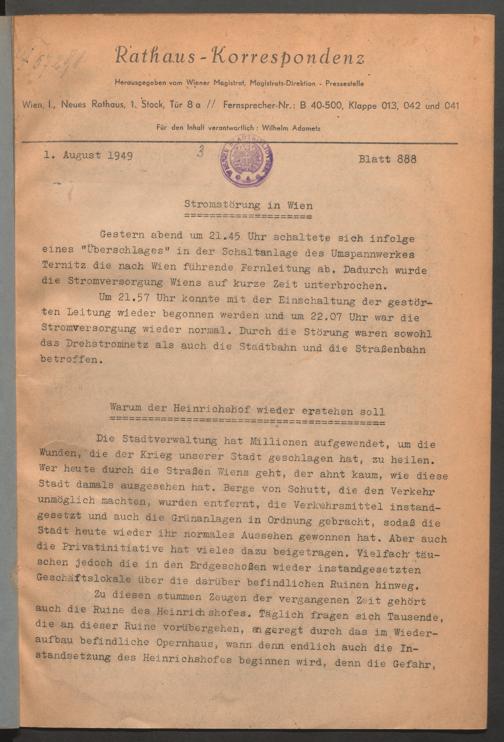 Rathaus-Korrespondenz
Herausgegeben vom Wiener Magistrat, Magistrats-Direktion - Pressestelle
Wien, I., Neues Rathaus, 1. Stock, Tür 8 a // Fernsprecher-Nr.: B 40-500, Klappe 013, 042 und 041
Für den Inhalt verantwortlich: Wilhelm Adametz
1. August 1949 3 Blatt 888
Stromstörung in Wien
====================
Gestern abend um 21.45 Uhr schaltete sich infolge
eines "Überschlages" in der Schaltanlage des Umspannwerkes
Ternitz die nach Wien führende Fernleitung ab. Dadurch wurde
die Stromversorgung Wiens auf kurze Zeit unterbrochen.
Um 21.57 Uhr konnte mit der Einschaltung der gestör-
ten Leitung wieder begonnen werden und um 22.07 Uhr war die
Stromversorgung wieder normal. Durch die Störung waren sowohl
das Drehstromnetz als auch die Stadtbahn und die Straßenbahn
betroffen.
Warum der Heinrichshof wieder erstehen soll
===========================================
Die Stadtverwaltung hat Millionen aufgewendet, um die
Wunden, die der Krieg unserer Stadt geschlagen hat, zu heilen.
Wer heute durch die Straßen Wiens geht, der ahnt kaum, wie diese
Stadt damals ausgesehen hat. Berge von Schutt, die den Verkehr
unmöglich machten, wurden entfernt, die Verkehrsmittel instand-
gesetzt und auch die Grünanlagen in Ordnung gebracht, sodaß die
Stadt heute wieder ihr normales Aussehen gewonnen hat. Aber auch
die Privatinitiative hat vieles dazu beigetragen. Vielfach täu-
schen jedoch die in den Erdgeschoßen wieder instandgesetzten
Geschäftslokale über die darüber befindlichen Ruinen hinweg.
Zu diesen stummen Zeugen der vergangenen Zeit gehört
auch die Ruine des Heinrichshofes. Täglich fragen sich Tausende,
die an dieser Ruine vorübergehen, angeregt durch das im Wieder-
aufbau befindliche Opernhaus, wann denn endlich auch die In-
standsetzung des Heinrichshofes beginnen wird, denn die Gefahr,